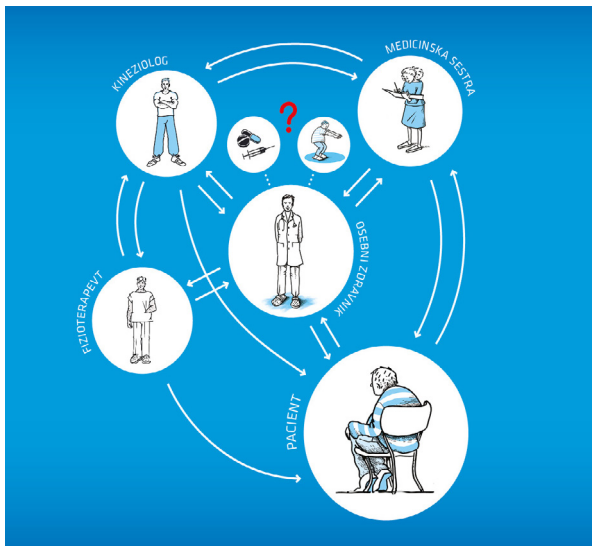 KINEZIOLOG
MEDICINSKA SESTRA
?
OSEBNI ZDRAVNIK
FIZIOTERAPEVT
PACIENT